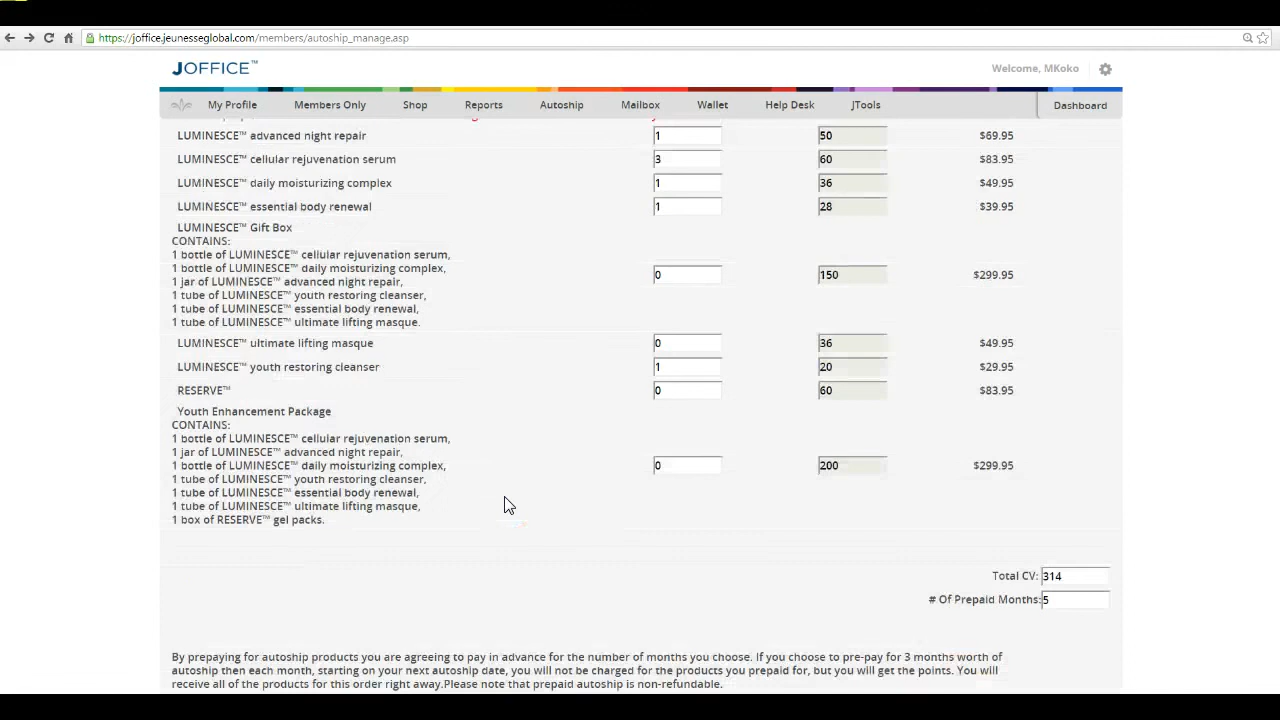 https://joffice.jeunesseglobal.com/members/autoship_manage.asp
JOFFICE™
Welcome, MKoko
My Profile Members Only Shop Reports Autoship Mailbox Wallet Help Desk JTools Dashboard
LUMINESCE™ advanced night repair 1 50 $69.95
LUMINESCE™ cellular rejuvenation serum 3 60 $83.95
LUMINESCE™ daily moisturizing complex 1 36 $49.95
LUMINESCE™ essential body renewal 1 28 $39.95
LUMINESCE™ Gift Box
CONTAINS:
1 bottle of LUMINESCE™ cellular rejuvenation serum,
1 bottle of LUMINESCE™ daily moisturizing complex,
1 jar of LUMINESCE™ advanced night repair,
1 tube of LUMINESCE™ youth restoring cleanser,
1 tube of LUMINESCE™ essential body renewal,
1 tube of LUMINESCE™ ultimate lifting masque.
0 150 $299.95
LUMINESCE™ ultimate lifting masque 0 36 $49.95
LUMINESCE™ youth restoring cleanser 1 20 $29.95
RESERVE™ 0 60 $83.95
Youth Enhancement Package
CONTAINS:
1 bottle of LUMINESCE™ cellular rejuvenation serum,
1 jar of LUMINESCE™ advanced night repair,
1 bottle of LUMINESCE™ daily moisturizing complex,
1 tube of LUMINESCE™ youth restoring cleanser,
1 tube of LUMINESCE™ essential body renewal,
1 tube of LUMINESCE™ ultimate lifting masque,
1 box of RESERVE™ gel packs.
0 200 $299.95
Total CV: 314
# Of Prepaid Months: 5
By prepaying for autoship products you are agreeing to pay in advance for the number of months you choose. If you choose to pre-pay for 3 months worth of
autoship then each month, starting on your next autoship date, you will not be charged for the products you prepaid for, but you will get the points. You will
receive all of the products for this order right away.Please note that prepaid autoship is non-refundable.